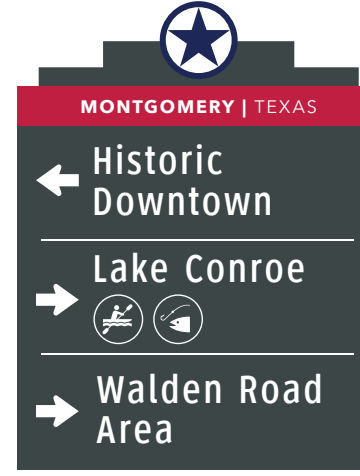 MONTGOMERY | TEXAS
Historic
Downtown
Lake Conroe
Walden Road
Area